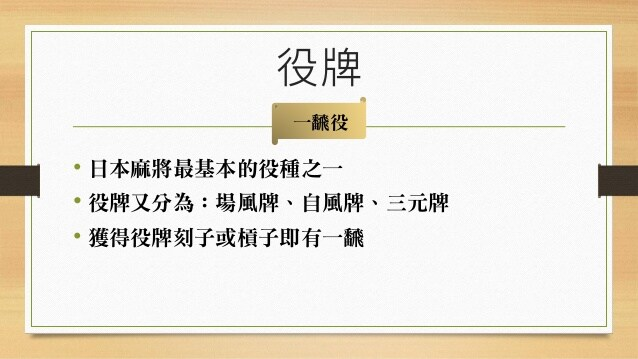 役牌
一飜役
• 日本麻將最基本的役種之一
• 役牌又分為：場風牌、自風牌、三元牌
• 獲得役牌刻子或槓子即有一飜